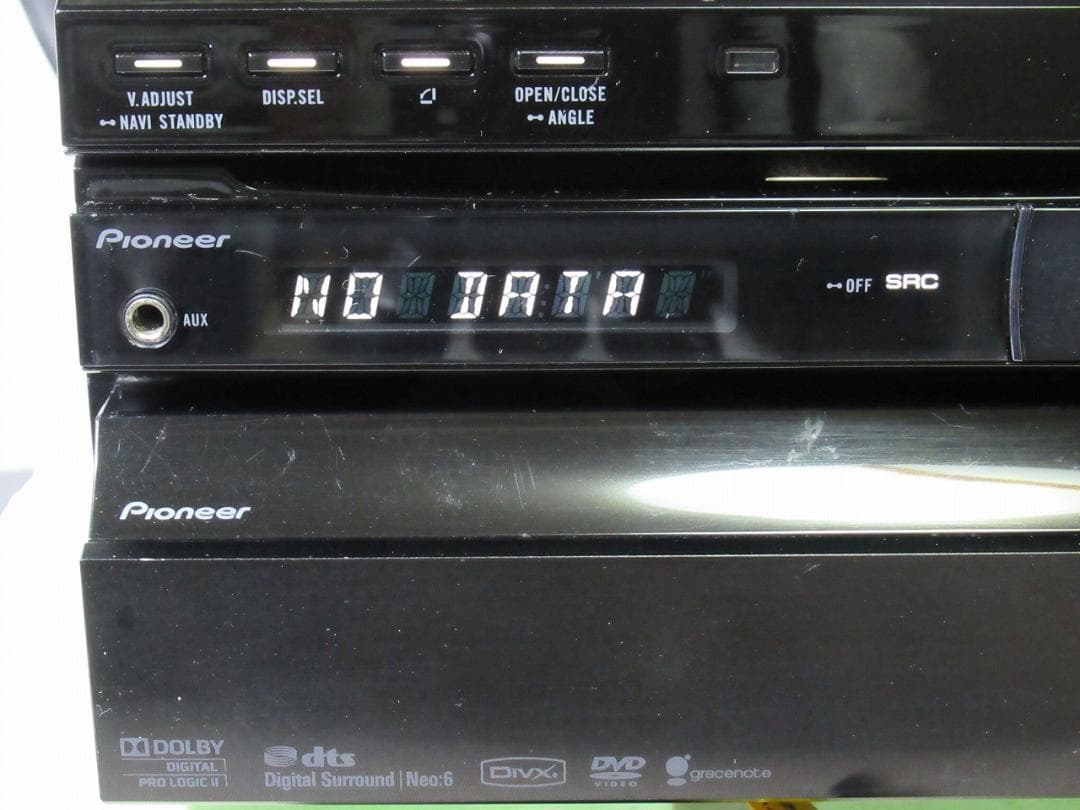 V.ADJUST
NAVI STANDBY
DISP.SEL
OPEN/CLOSE
ANGLE
Pioneer
AUX
NO DATA
OFF SRC
Pioneer
DOLBY
DIGITAL
PRO LOGIC II
dts
Digital Surround | Neo:6
DivX
DVD
VIDEO
gracenote